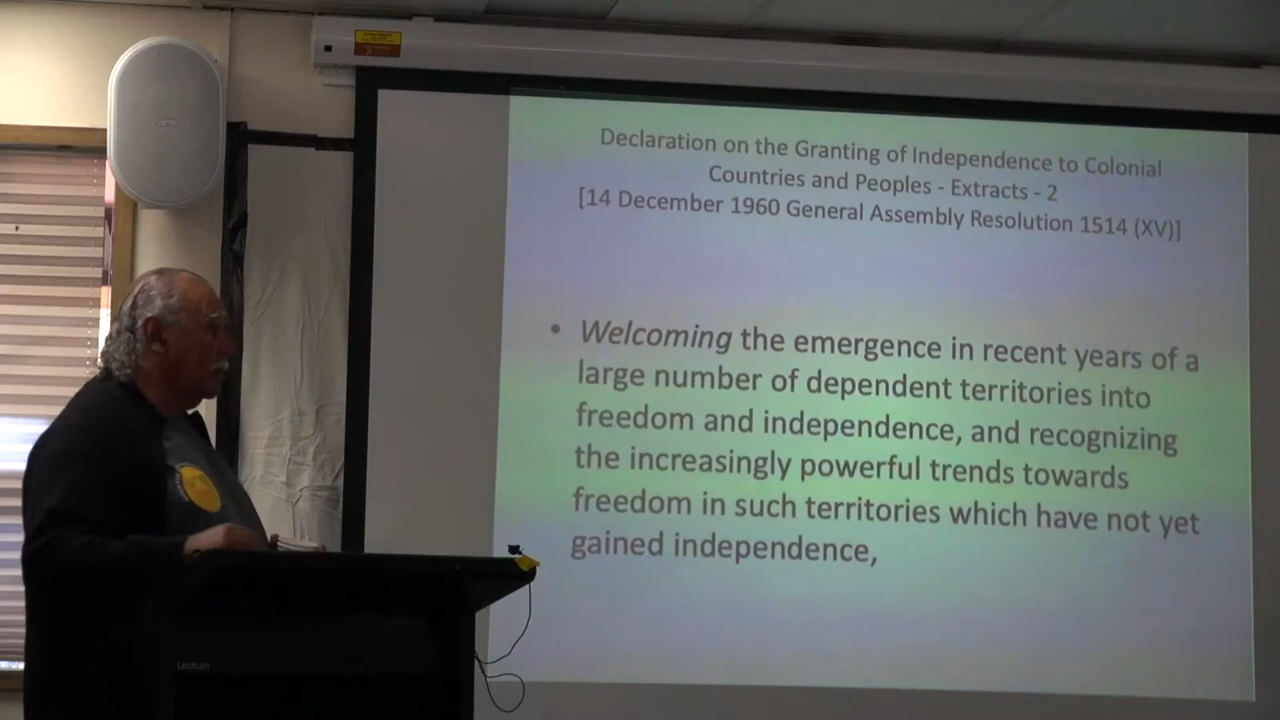 Declaration on the Granting of Independence to Colonial
Countries and Peoples - Extracts - 2
[14 December 1960 General Assembly Resolution 1514 (XV)]
• Welcoming the emergence in recent years of a
large number of dependent territories into
freedom and independence, and recognizing
the increasingly powerful trends towards
freedom in such territories which have not yet
gained independence,
Lectrum